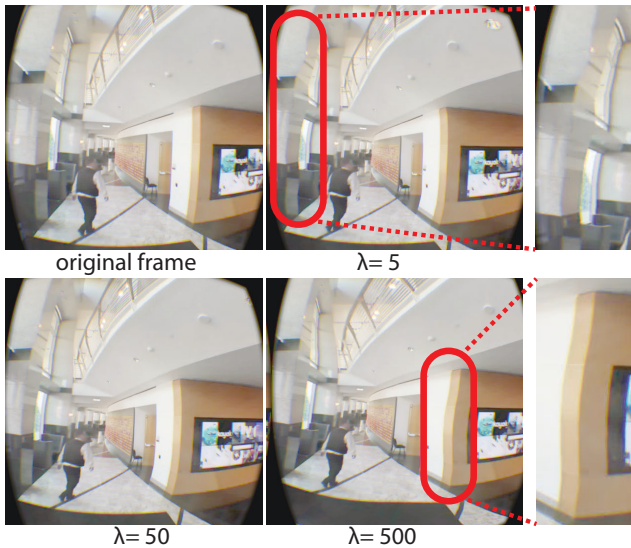 original frame
λ= 5
λ= 50
λ= 500